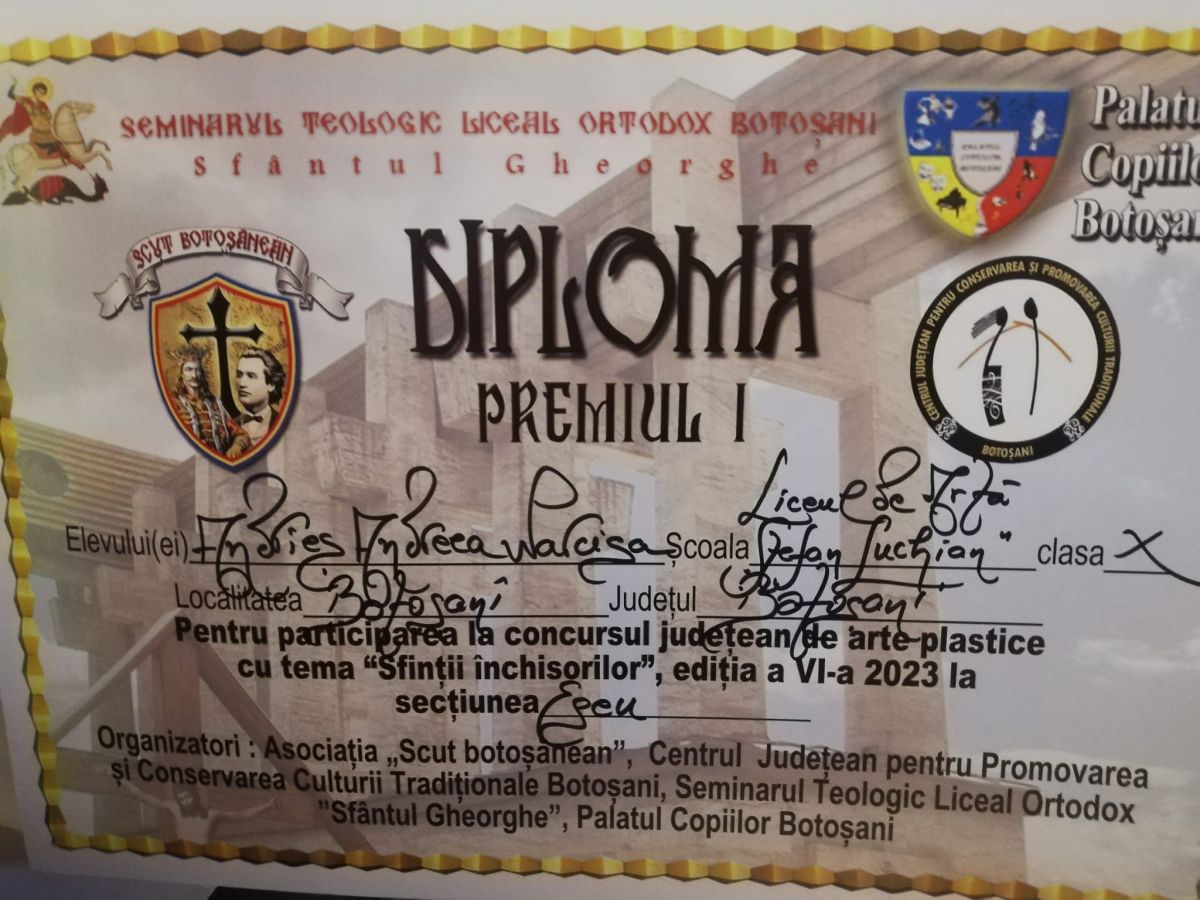 SEMINARUL TEOLOGIC LICEAL ORTODOX BOTOȘANI
Sfântul Gheorghe
PALATUL COPIILOR BOTOȘANI
Palatu
Copiilo
Botoșan
SCUT BOTOȘĂNEAN
DIPLOMA
PREMIUL I
CENTRUL JUDEȚEAN PENTRU CONSERVAREA ȘI PROMOVAREA CULTURII TRADIȚIONALE
BOTOȘANI
Liceul de Artă
Elevului(ei) Andrieș Andreea Narcisa Școala Ștefan Luchian" clasa X
Localitatea Botoșani Județul Botoșani
Pentru participarea la concursul județean de arte plastice
cu tema “Sfinții închisorilor”, ediția a VI-a 2023 la
secțiunea Eseu
Organizatori : Asociația „Scut botoșănean”, Centrul Județean pentru Promovarea
și Conservarea Culturii Tradiționale Botoșani, Seminarul Teologic Liceal Ortodox
”Sfântul Gheorghe”, Palatul Copiilor Botoșani